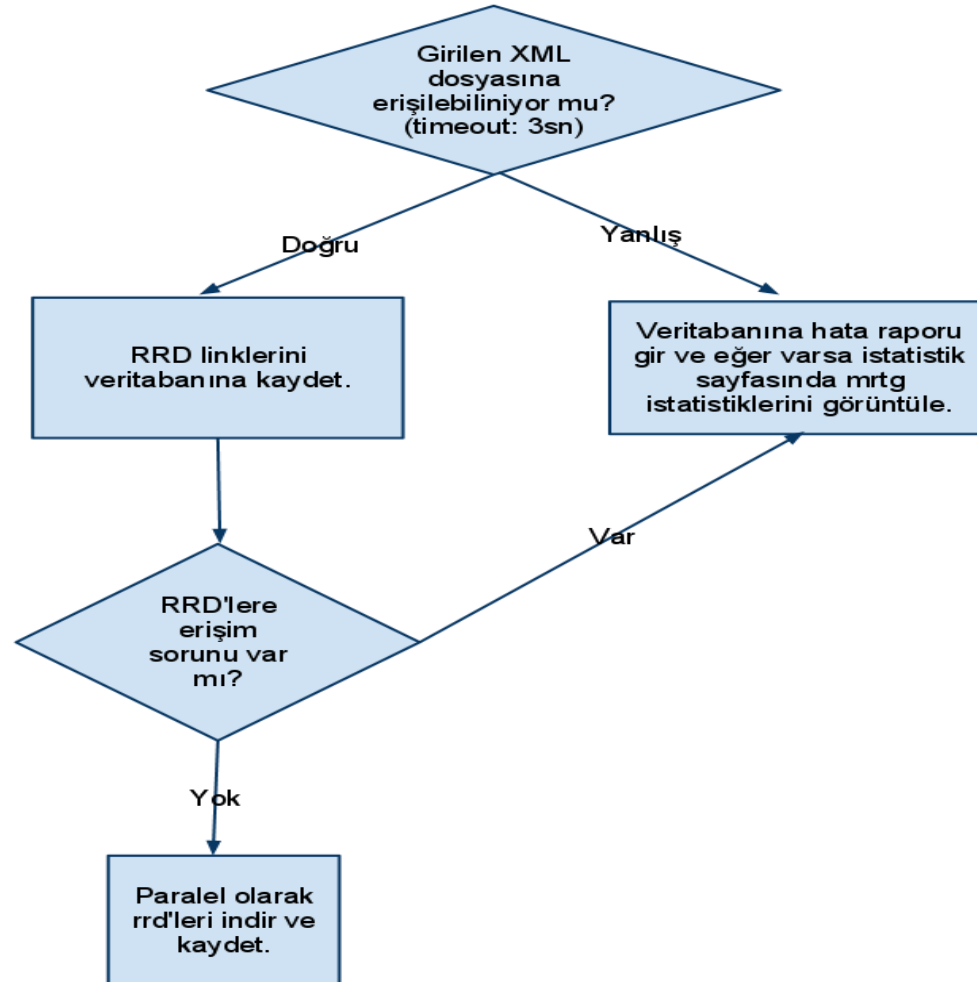 Girilen XML
dosyasına
erişilebiliniyor mu?
(timeout: 3sn)
Doğru
Yanlış
RRD linklerini
veritabanına kaydet.
Veritabanına hata raporu
gir ve eğer varsa istatistik
sayfasında mrtg
istatistiklerini görüntüle.
Var
RRD'lere
erişim
sorunu var
mı?
Yok
Paralel olarak
rrd'leri indir ve
kaydet.